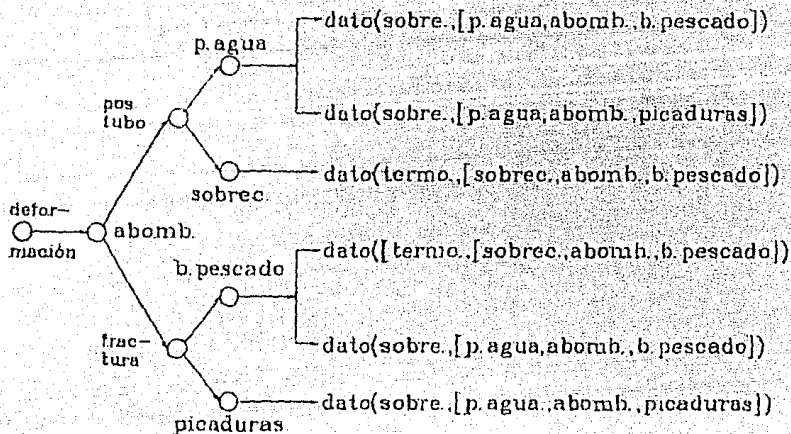 p.agua
dato(sobre.,[p.agua,abomb.,b.pescado])
pos.
tubo
dato(sobre.,[p.agua,abomb.,picaduras])
dato(termo.,[sobrec.,abomb.,b.pescado])
sobrec.
defor-
mación
abomb.
dato([termo.,[sobrec.,abomb.,b.pescado])
b.pescado
frac-
tura
dato(sobre.,[p.agua,abomb.,b.pescado])
dato(sobre.,[p.agua.,abomb.,picaduras])
picaduras